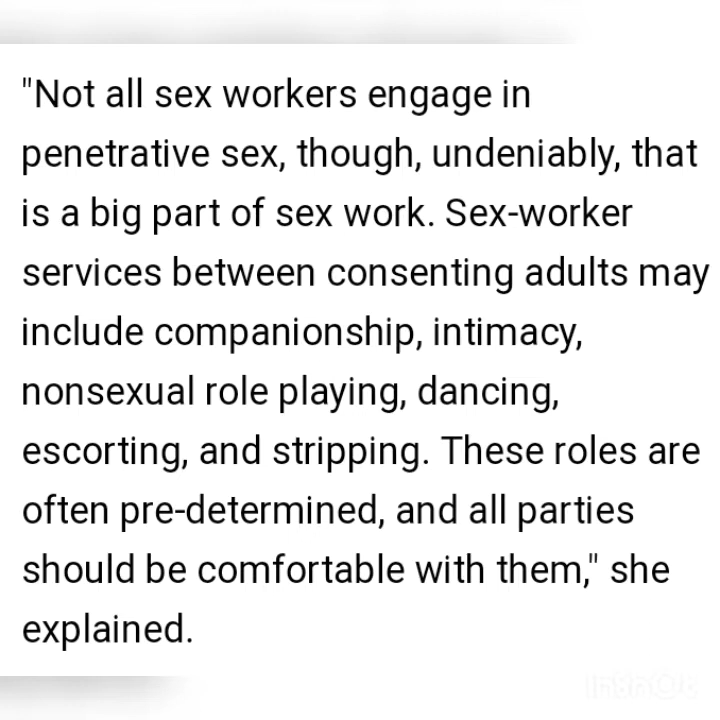 "Not all sex workers engage in
penetrative sex, though, undeniably, that
is a big part of sex work. Sex-worker
services between consenting adults may
include companionship, intimacy,
nonsexual role playing, dancing,
escorting, and stripping. These roles are
often pre-determined, and all parties
should be comfortable with them," she
explained.